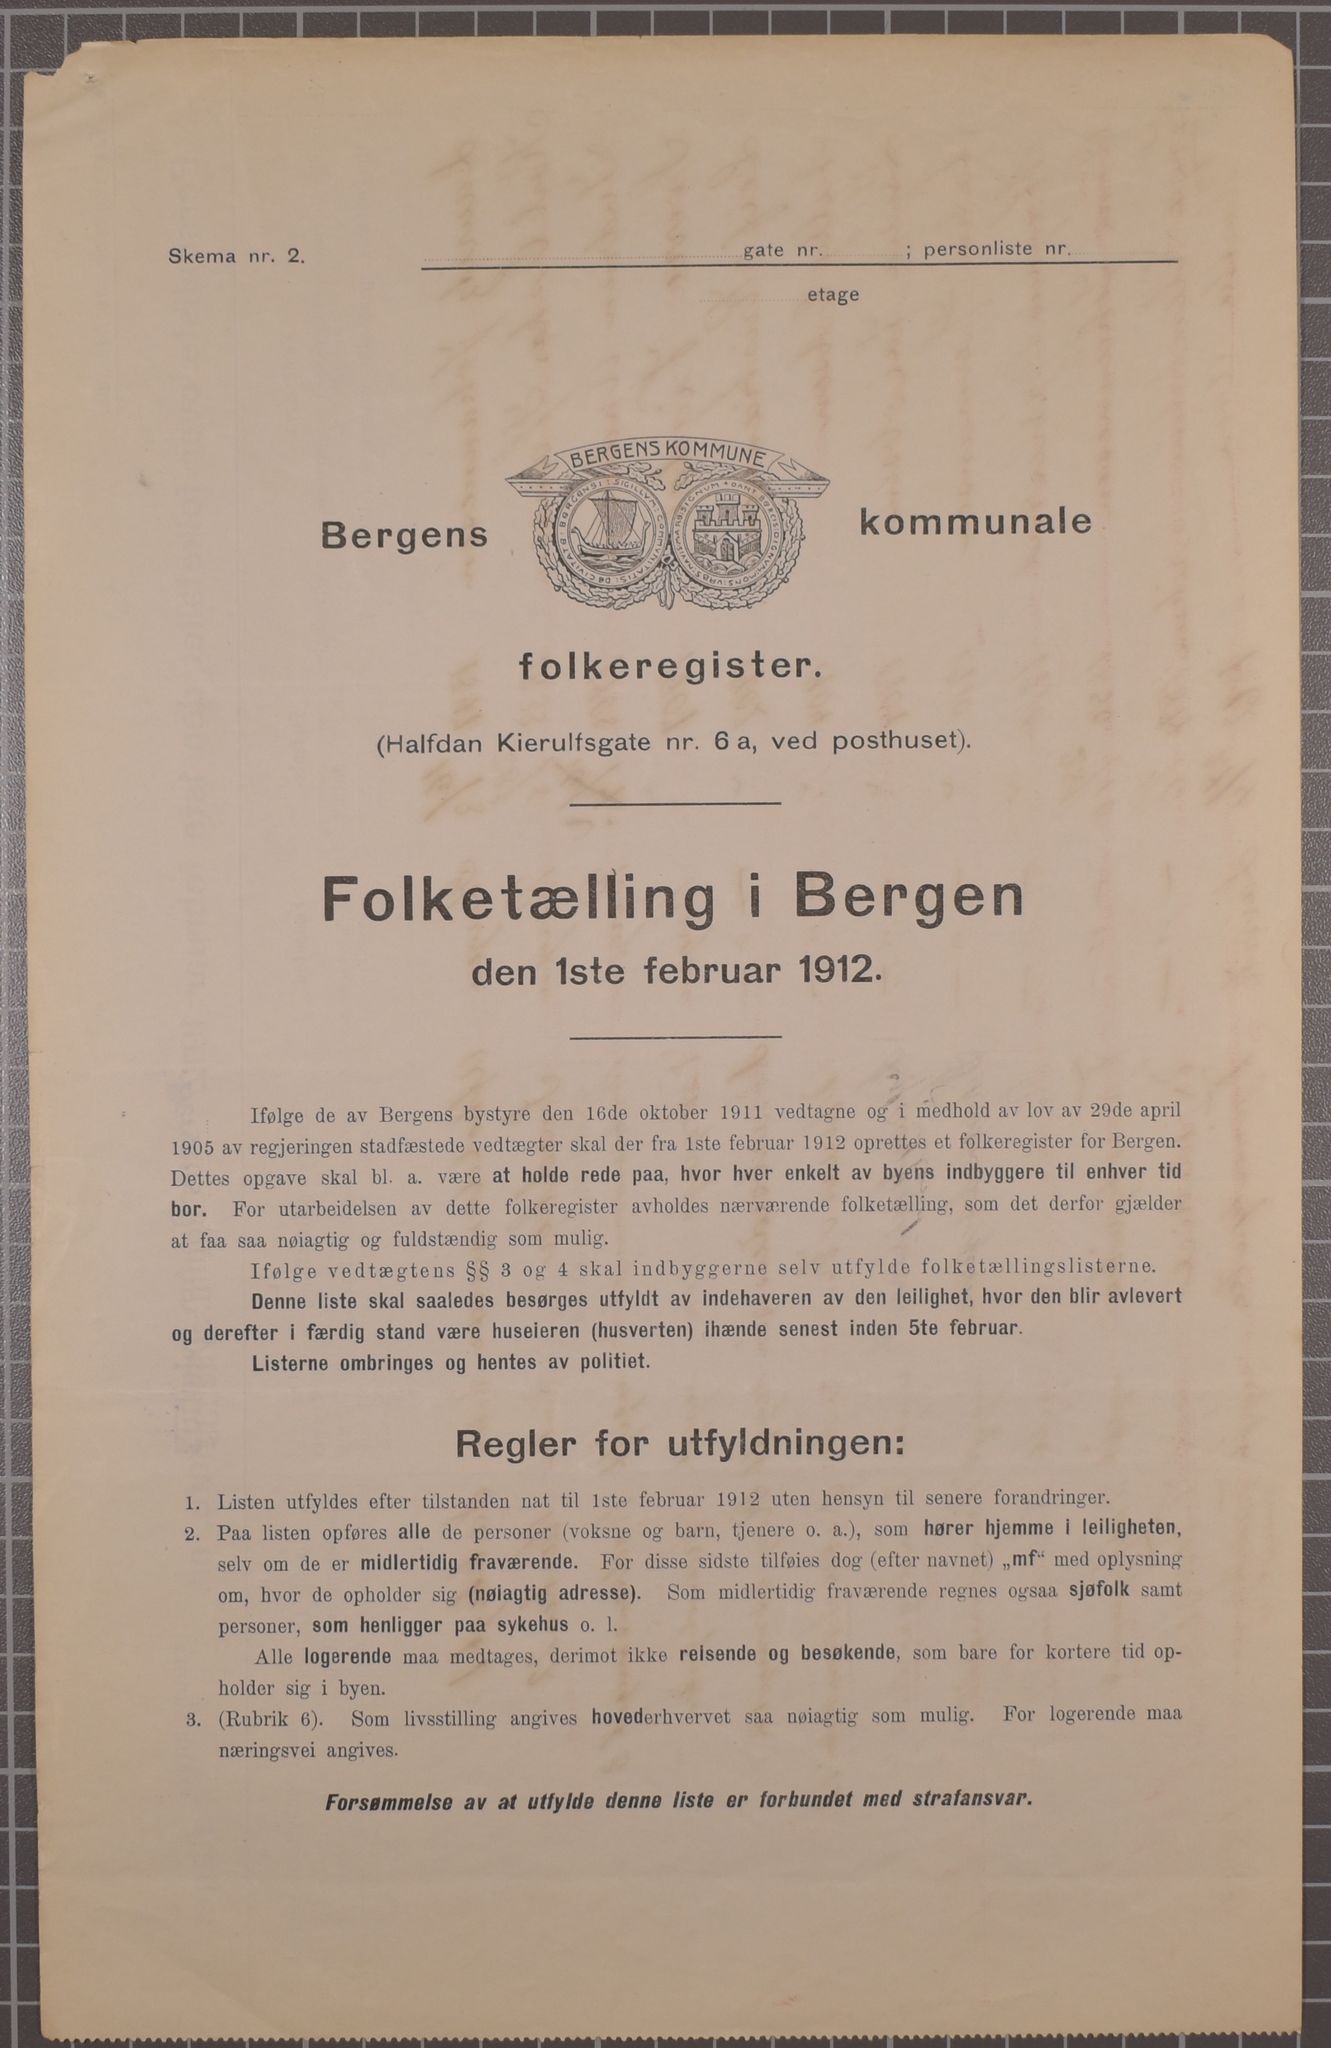 Skema nr. 2.
gate nr. ; personliste nr.
etage
BERGENS KOMMUNE
Bergens kommunale
folkeregister.
(Halfdan Kierulfsgate nr. 6 a, ved posthuset).
Folketælling i Bergen
den 1ste februar 1912.
Ifølge de av Bergens bystyre den 16de oktober 1911 vedtagne og i medhold av lov av 29de april
1905 av regjeringen stadfæstede vedtægter skal der fra 1ste februar 1912 oprettes et folkeregister for Bergen.
Dettes opgave skal bl. a. være at holde rede paa, hvor hver enkelt av byens indbyggere til enhver tid
bor. For utarbeidelsen av dette folkeregister avholdes nærværende folketælling, som det derfor gjælder
at faa saa nøiagtig og fuldstændig som mulig.
Ifølge vedtægtens §§ 3 og 4 skal indbyggerne selv utfylde folketællingslisterne.
Denne liste skal saaledes besørges utfyldt av indehaveren av den leilighet, hvor den blir avlevert
og derefter i færdig stand være huseieren (husverten) ihænde senest inden 5te februar.
Listerne ombringes og hentes av politiet.
Regler for utfyldningen:
1. Listen utfyldes efter tilstanden nat til 1ste februar 1912 uten hensyn til senere forandringer.
2. Paa listen opføres alle de personer (voksne og barn, tjenere o. a.), som hører hjemme i leiligheten,
selv om de er midlertidig fraværende. For disse sidste tilføies dog (efter navnet) „mf“ med oplysning
om, hvor de opholder sig (nøiagtig adresse). Som midlertidig fraværende regnes ogsaa sjøfolk samt
personer, som henligger paa sykehus o. l.
Alle logerende maa medtages, derimot ikke reisende og besøkende, som bare for kortere tid op-
holder sig i byen.
3. (Rubrik 6). Som livsstilling angives hovederhvervet saa nøiagtig som mulig. For logerende maa
næringsvei angives.
Forsømmelse av at utfylde denne liste er forbundet med strafansvar.